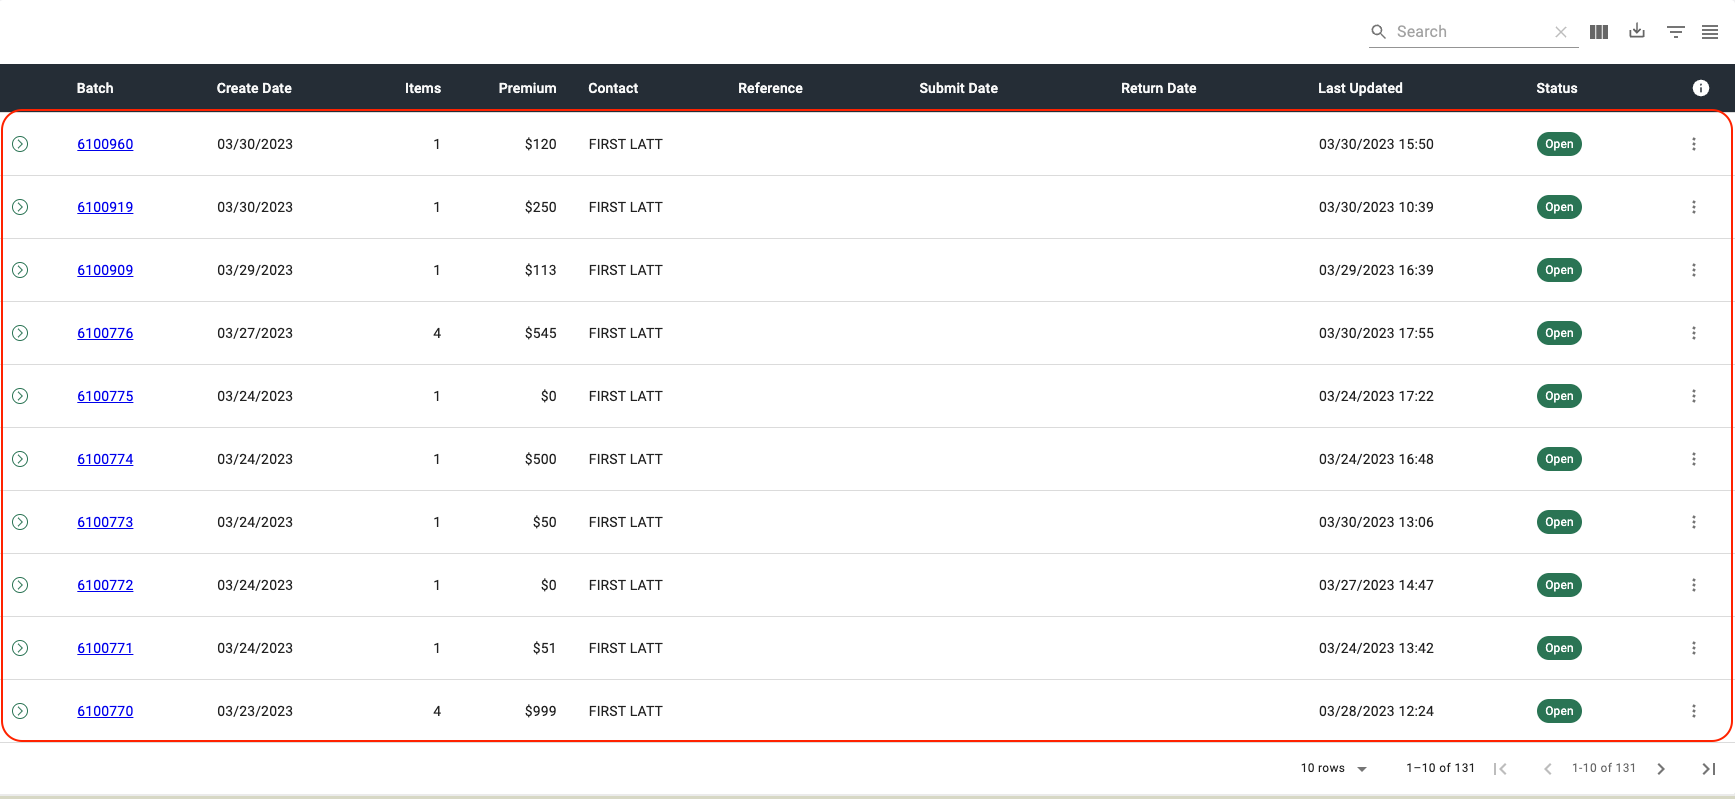 Search
Batch Create Date Items Premium Contact Reference Submit Date Return Date Last Updated Status
6100960 03/30/2023 1 $120 FIRST LATT 03/30/2023 15:50 Open
6100919 03/30/2023 1 $250 FIRST LATT 03/30/2023 10:39 Open
6100909 03/29/2023 1 $113 FIRST LATT 03/29/2023 16:39 Open
6100776 03/27/2023 4 $545 FIRST LATT 03/30/2023 17:55 Open
6100775 03/24/2023 1 $0 FIRST LATT 03/24/2023 17:22 Open
6100774 03/24/2023 1 $500 FIRST LATT 03/24/2023 16:48 Open
6100773 03/24/2023 1 $50 FIRST LATT 03/30/2023 13:06 Open
6100772 03/24/2023 1 $0 FIRST LATT 03/27/2023 14:47 Open
6100771 03/24/2023 1 $51 FIRST LATT 03/24/2023 13:42 Open
6100770 03/23/2023 4 $999 FIRST LATT 03/28/2023 12:24 Open
10 rows 1–10 of 131 1-10 of 131